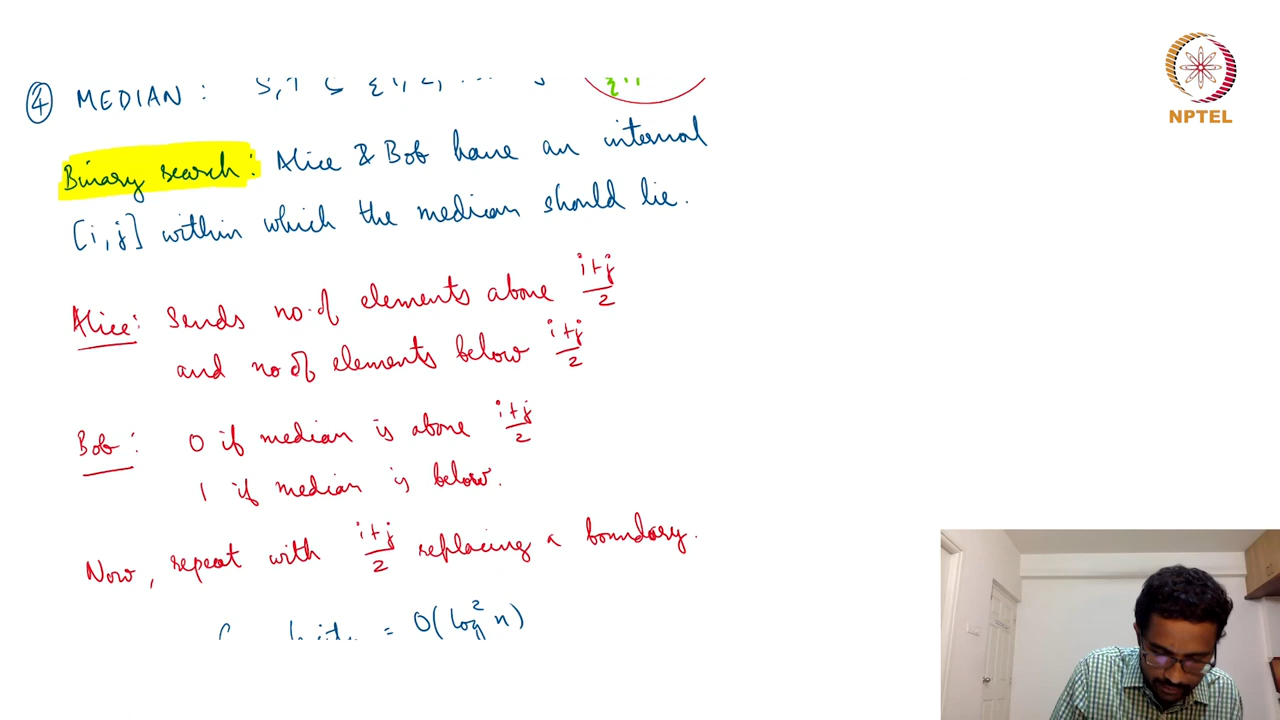 NPTEL
④ MEDIAN : S, T ⊆ {1, 2, ...
Binary search: Alice & Bob have an interval
[i, j] within which the median should lie.
Alice: Sends no. of elements above i+j/2
and no of elements below i+j/2
Bob: 0 if median is above i+j/2
1 if median is below.
Now, repeat with i+j/2 replacing a boundary.
= O(log² n)